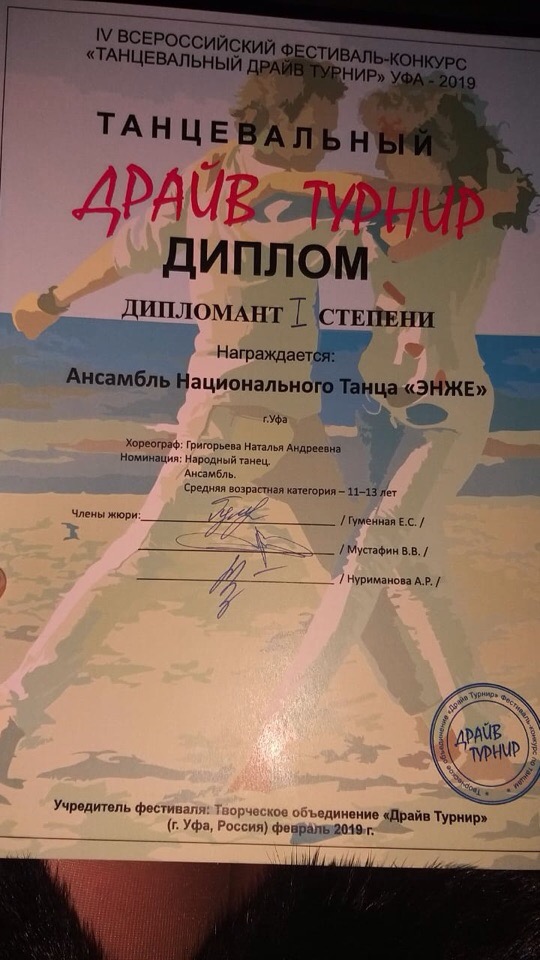 IV ВСЕРОССИЙСКИЙ ФЕСТИВАЛЬ-КОНКУРС
«ТАНЦЕВАЛЬНЫЙ ДРАЙВ ТУРНИР» УФА - 2019
ТАНЦЕВАЛЬНЫЙ
ДРАЙВ ТУРНИР
ДИПЛОМ
ДИПЛОМАНТ I СТЕПЕНИ
Награждается:
Ансамбль Национального Танца «ЭНЖЕ»
г.Уфа
Хореограф: Григорьева Наталья Андреевна
Номинация: Народный танец.
Ансамбль.
Средняя возрастная категория – 11–13 лет
Члены жюри: / Гуменная Е.С. /
/ Мустафин В.В. /
/ Нуриманова А.Р. /
ДРАЙВ
ТУРНИР
Учредитель фестиваля: Творческое объединение «Драйв Турнир»
(г. Уфа, Россия) февраль 2019 г.